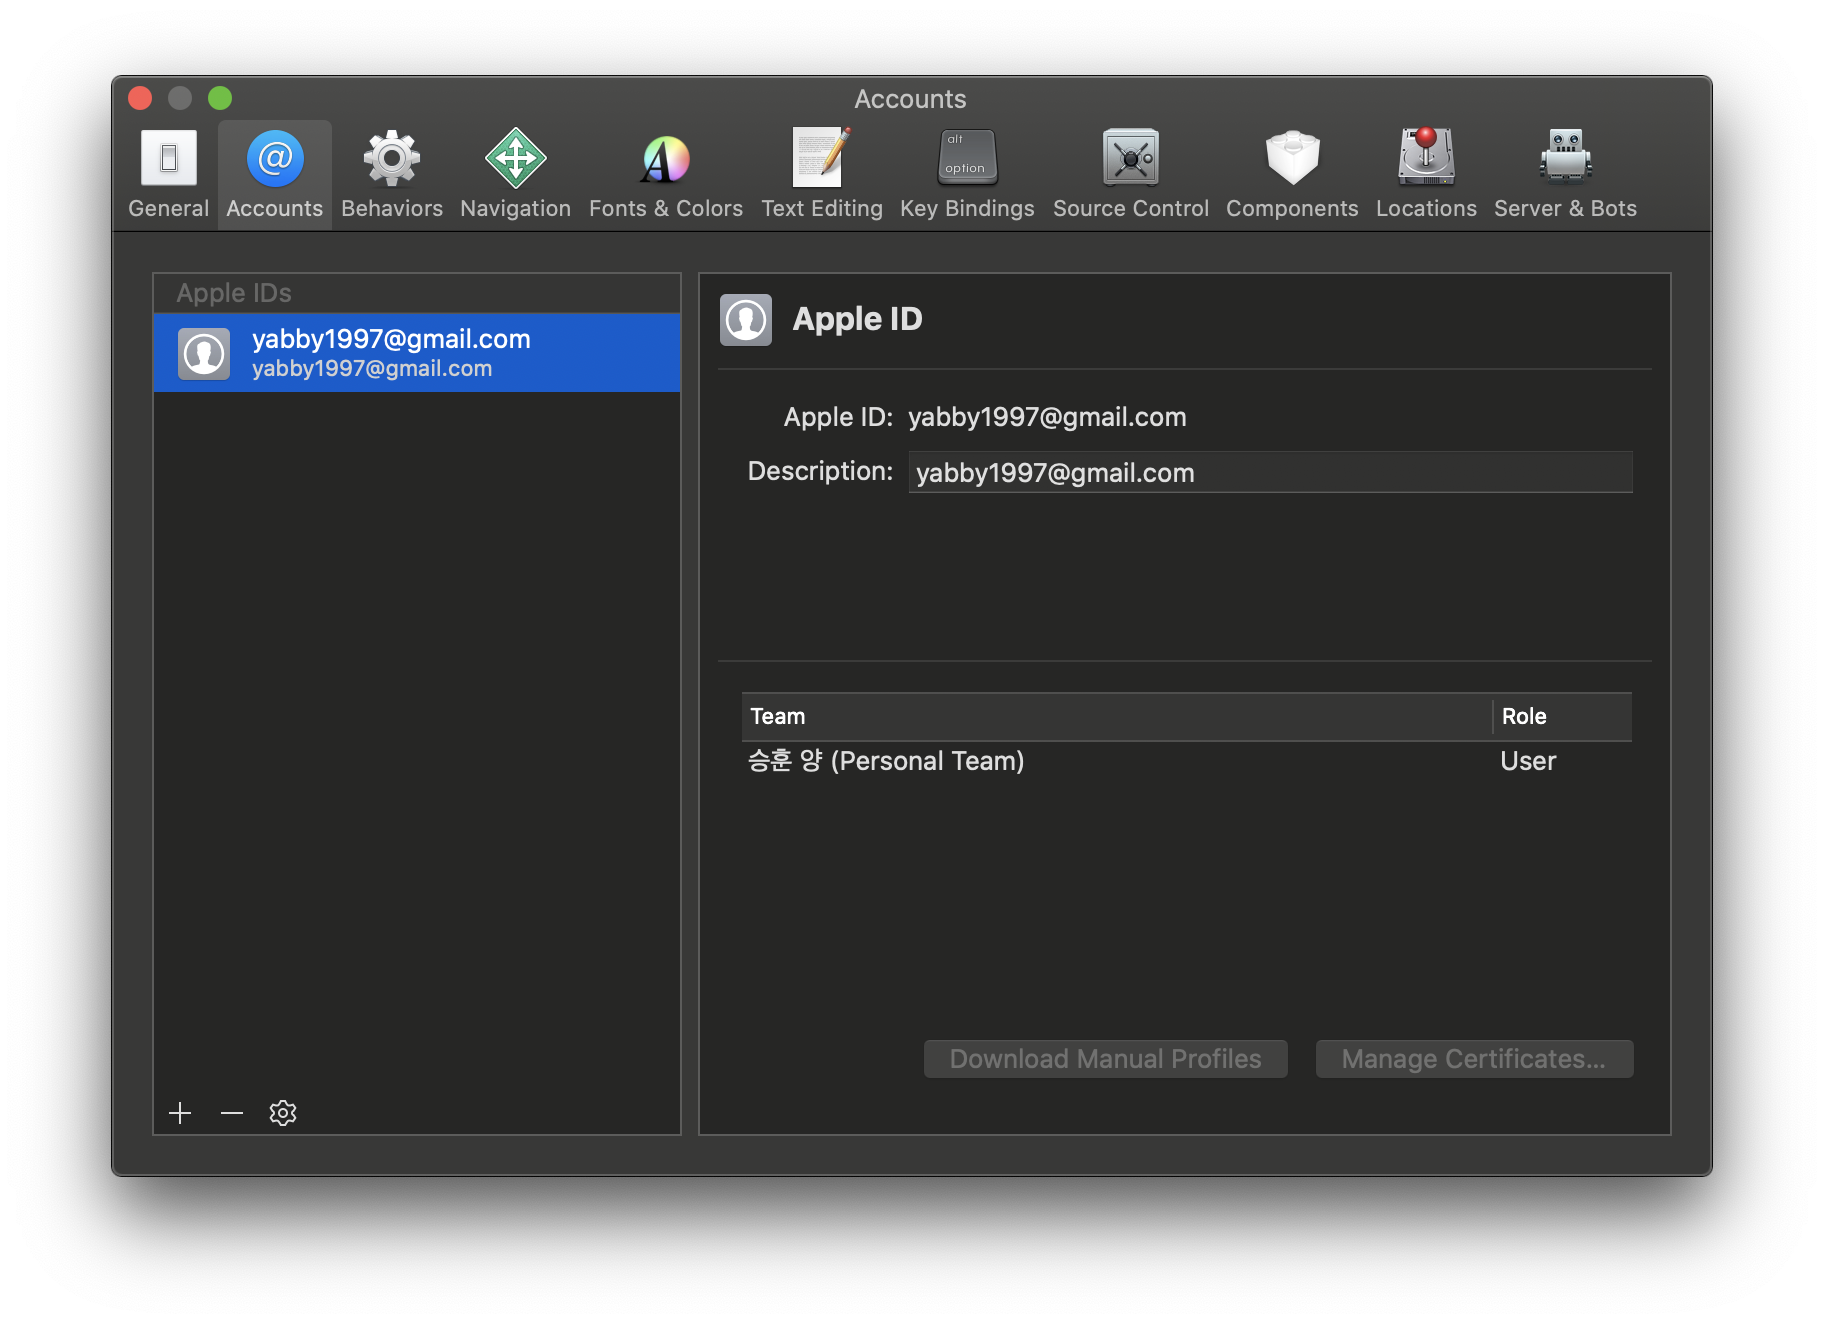 Accounts
General Accounts Behaviors Navigation Fonts & Colors Text Editing alt option Key Bindings Source Control Components Locations Server & Bots
Apple IDs
yabby1997@gmail.com
yabby1997@gmail.com
Apple ID
Apple ID: yabby1997@gmail.com
Description: yabby1997@gmail.com
Team Role
승훈 양 (Personal Team) User
Download Manual Profiles Manage Certificates...